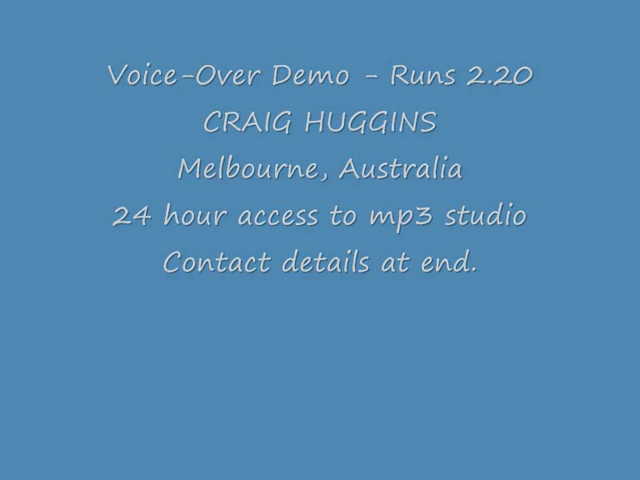 Voice-Over Demo - Runs 2.20
CRAIG HUGGINS
Melbourne, Australia
24 hour access to mp3 studio
Contact details at end.